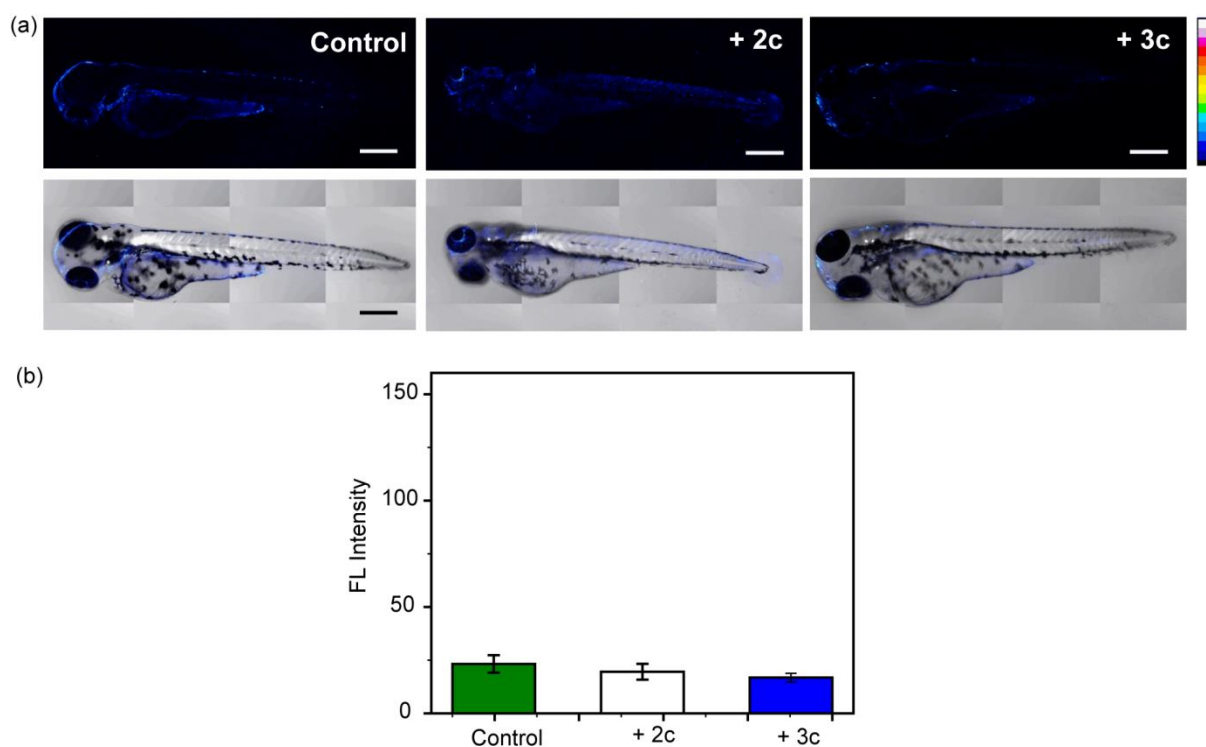 (a)
Control
+ 2c
+ 3c
(b)
FL Intensity
150
100
50
0
Control
+ 2c
+ 3c